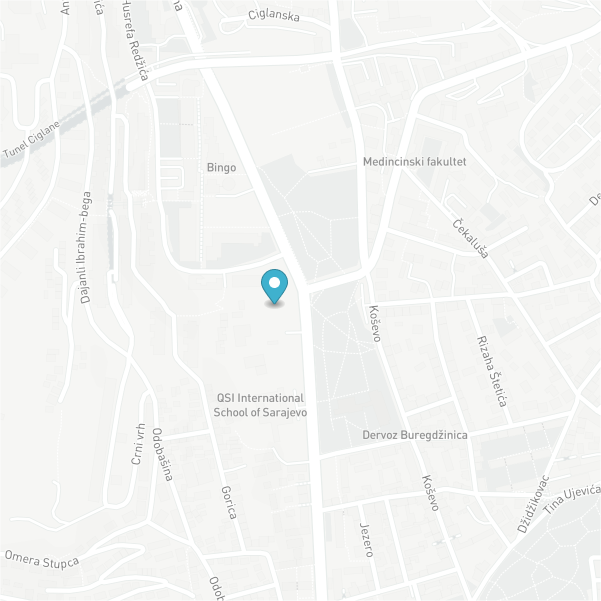 Husrefa Redžića
Ciglanska
Tunel Ciglane
Bingo
Medincinski fakultet
Dajanli Ibrahim-bega
Čekaluša
Koševo
Rizaha Štetića
QSI International
School of Sarajevo
Dervoz Buregdžinica
Crni vrh
Odobašina
Gorica
Koševo
Džidžikovac
Tina Ujevića
Jezero
Omera Stupca